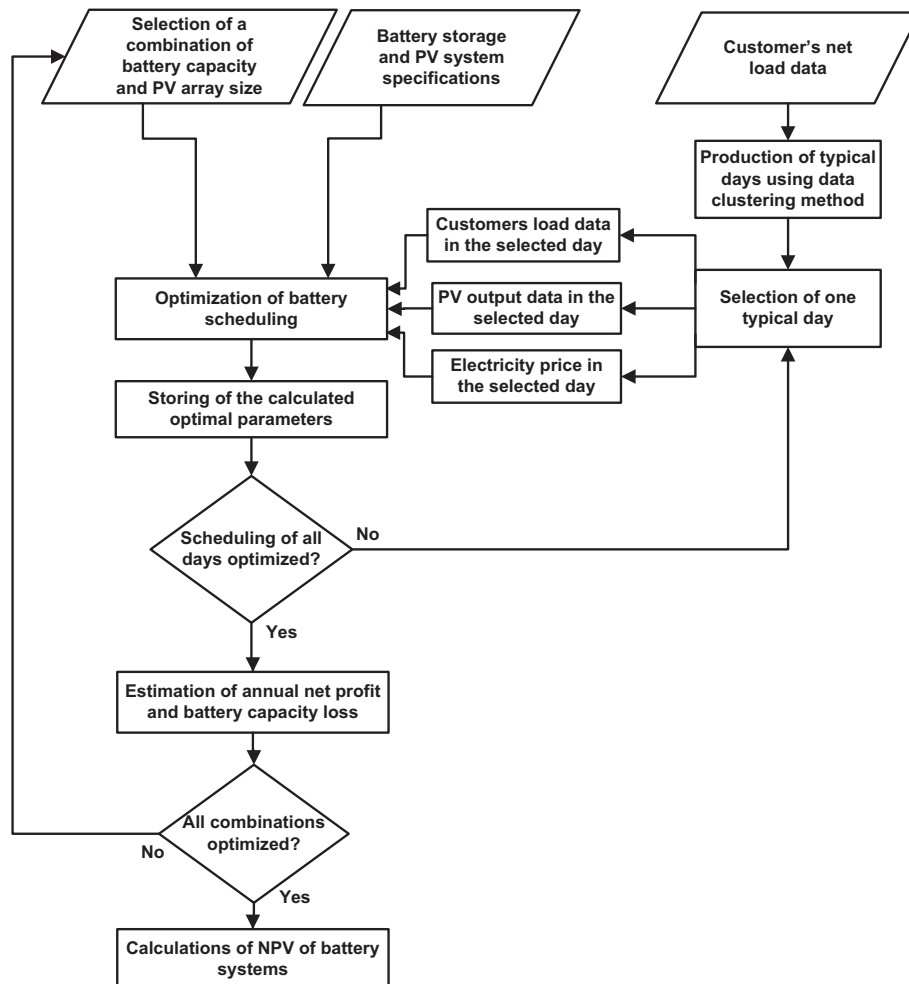 Selection of a
combination of
battery capacity
and PV array size
Battery storage
and PV system
specifications
Customer's net
load data
Production of typical
days using data
clustering method
Customers load data
in the selected day
Optimization of battery
scheduling
PV output data in the
selected day
Selection of one
typical day
Electricity price in
the selected day
Storing of the calculated
optimal parameters
Scheduling of all
days optimized?
No
Yes
Estimation of annual net profit
and battery capacity loss
All combinations
optimized?
No
Yes
Calculations of NPV of battery
systems